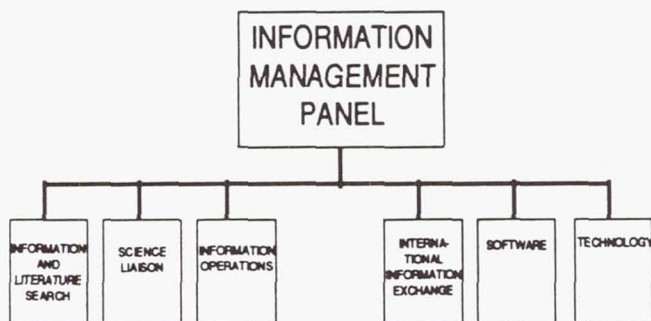 INFORMATION
MANAGEMENT
PANEL
INFORMATION
AND
LITERATURE
SEARCH
SCIENCE
LIAISON
INFORMATION
OPERATIONS
INTERNA-
TIONAL
INFORMATION
EXCHANGE
SOFTWARE
TECHNOLOGY